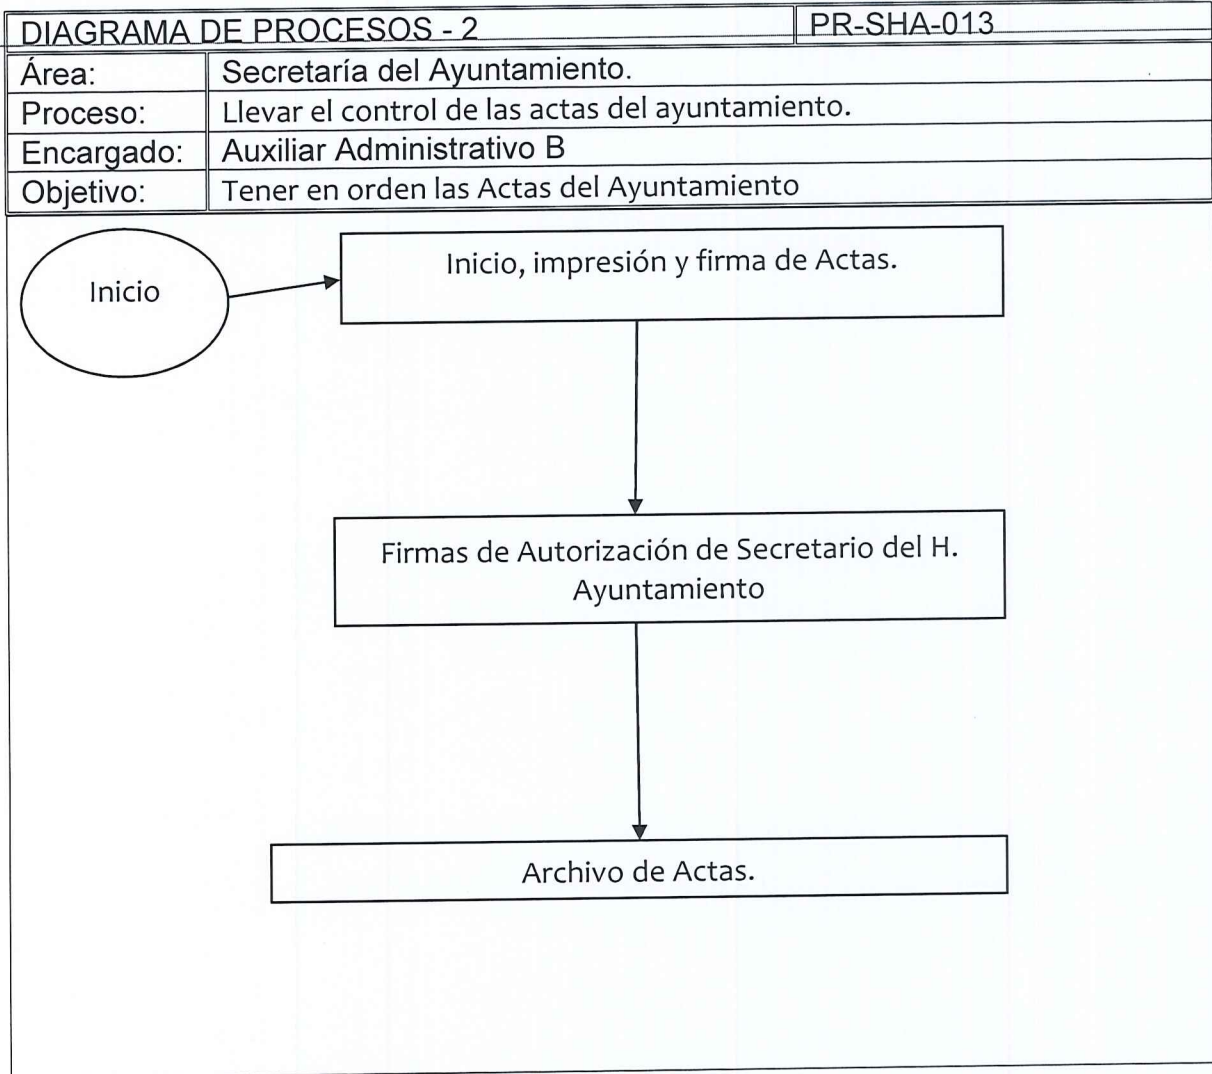 DIAGRAMA DE PROCESOS - 2 PR-SHA-013
Área: Secretaría del Ayuntamiento.
Proceso: Llevar el control de las actas del ayuntamiento.
Encargado: Auxiliar Administrativo B
Objetivo: Tener en orden las Actas del Ayuntamiento
Inicio
Inicio, impresión y firma de Actas.
Firmas de Autorización de Secretario del H.
Ayuntamiento
Archivo de Actas.